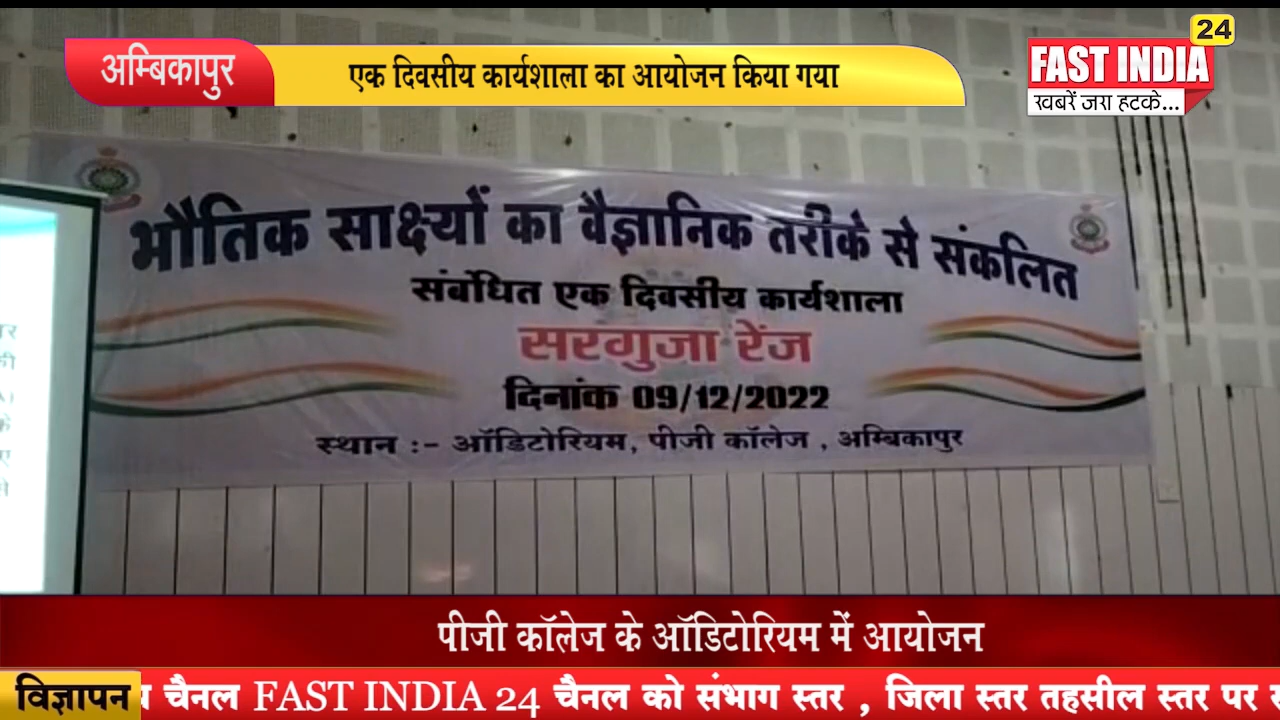 24
अम्बिकापुर
एक दिवसीय कार्यशाला का आयोजन किया गया
FAST INDIA
खबरें जरा हटके...
भौतिक साक्ष्यों का वैज्ञानिक तरीके से संकलित
संबंधित एक दिवसीय कार्यशाला
सरगुजा रेंज
दिनांक 09/12/2022
स्थान :- ऑडिटोरियम, पीजी कॉलेज , अम्बिकापुर
पीजी कॉलेज के ऑडिटोरियम में आयोजन
विज्ञापन
चैनल FAST INDIA 24 चैनल को संभाग स्तर , जिला स्तर तहसील स्तर पर